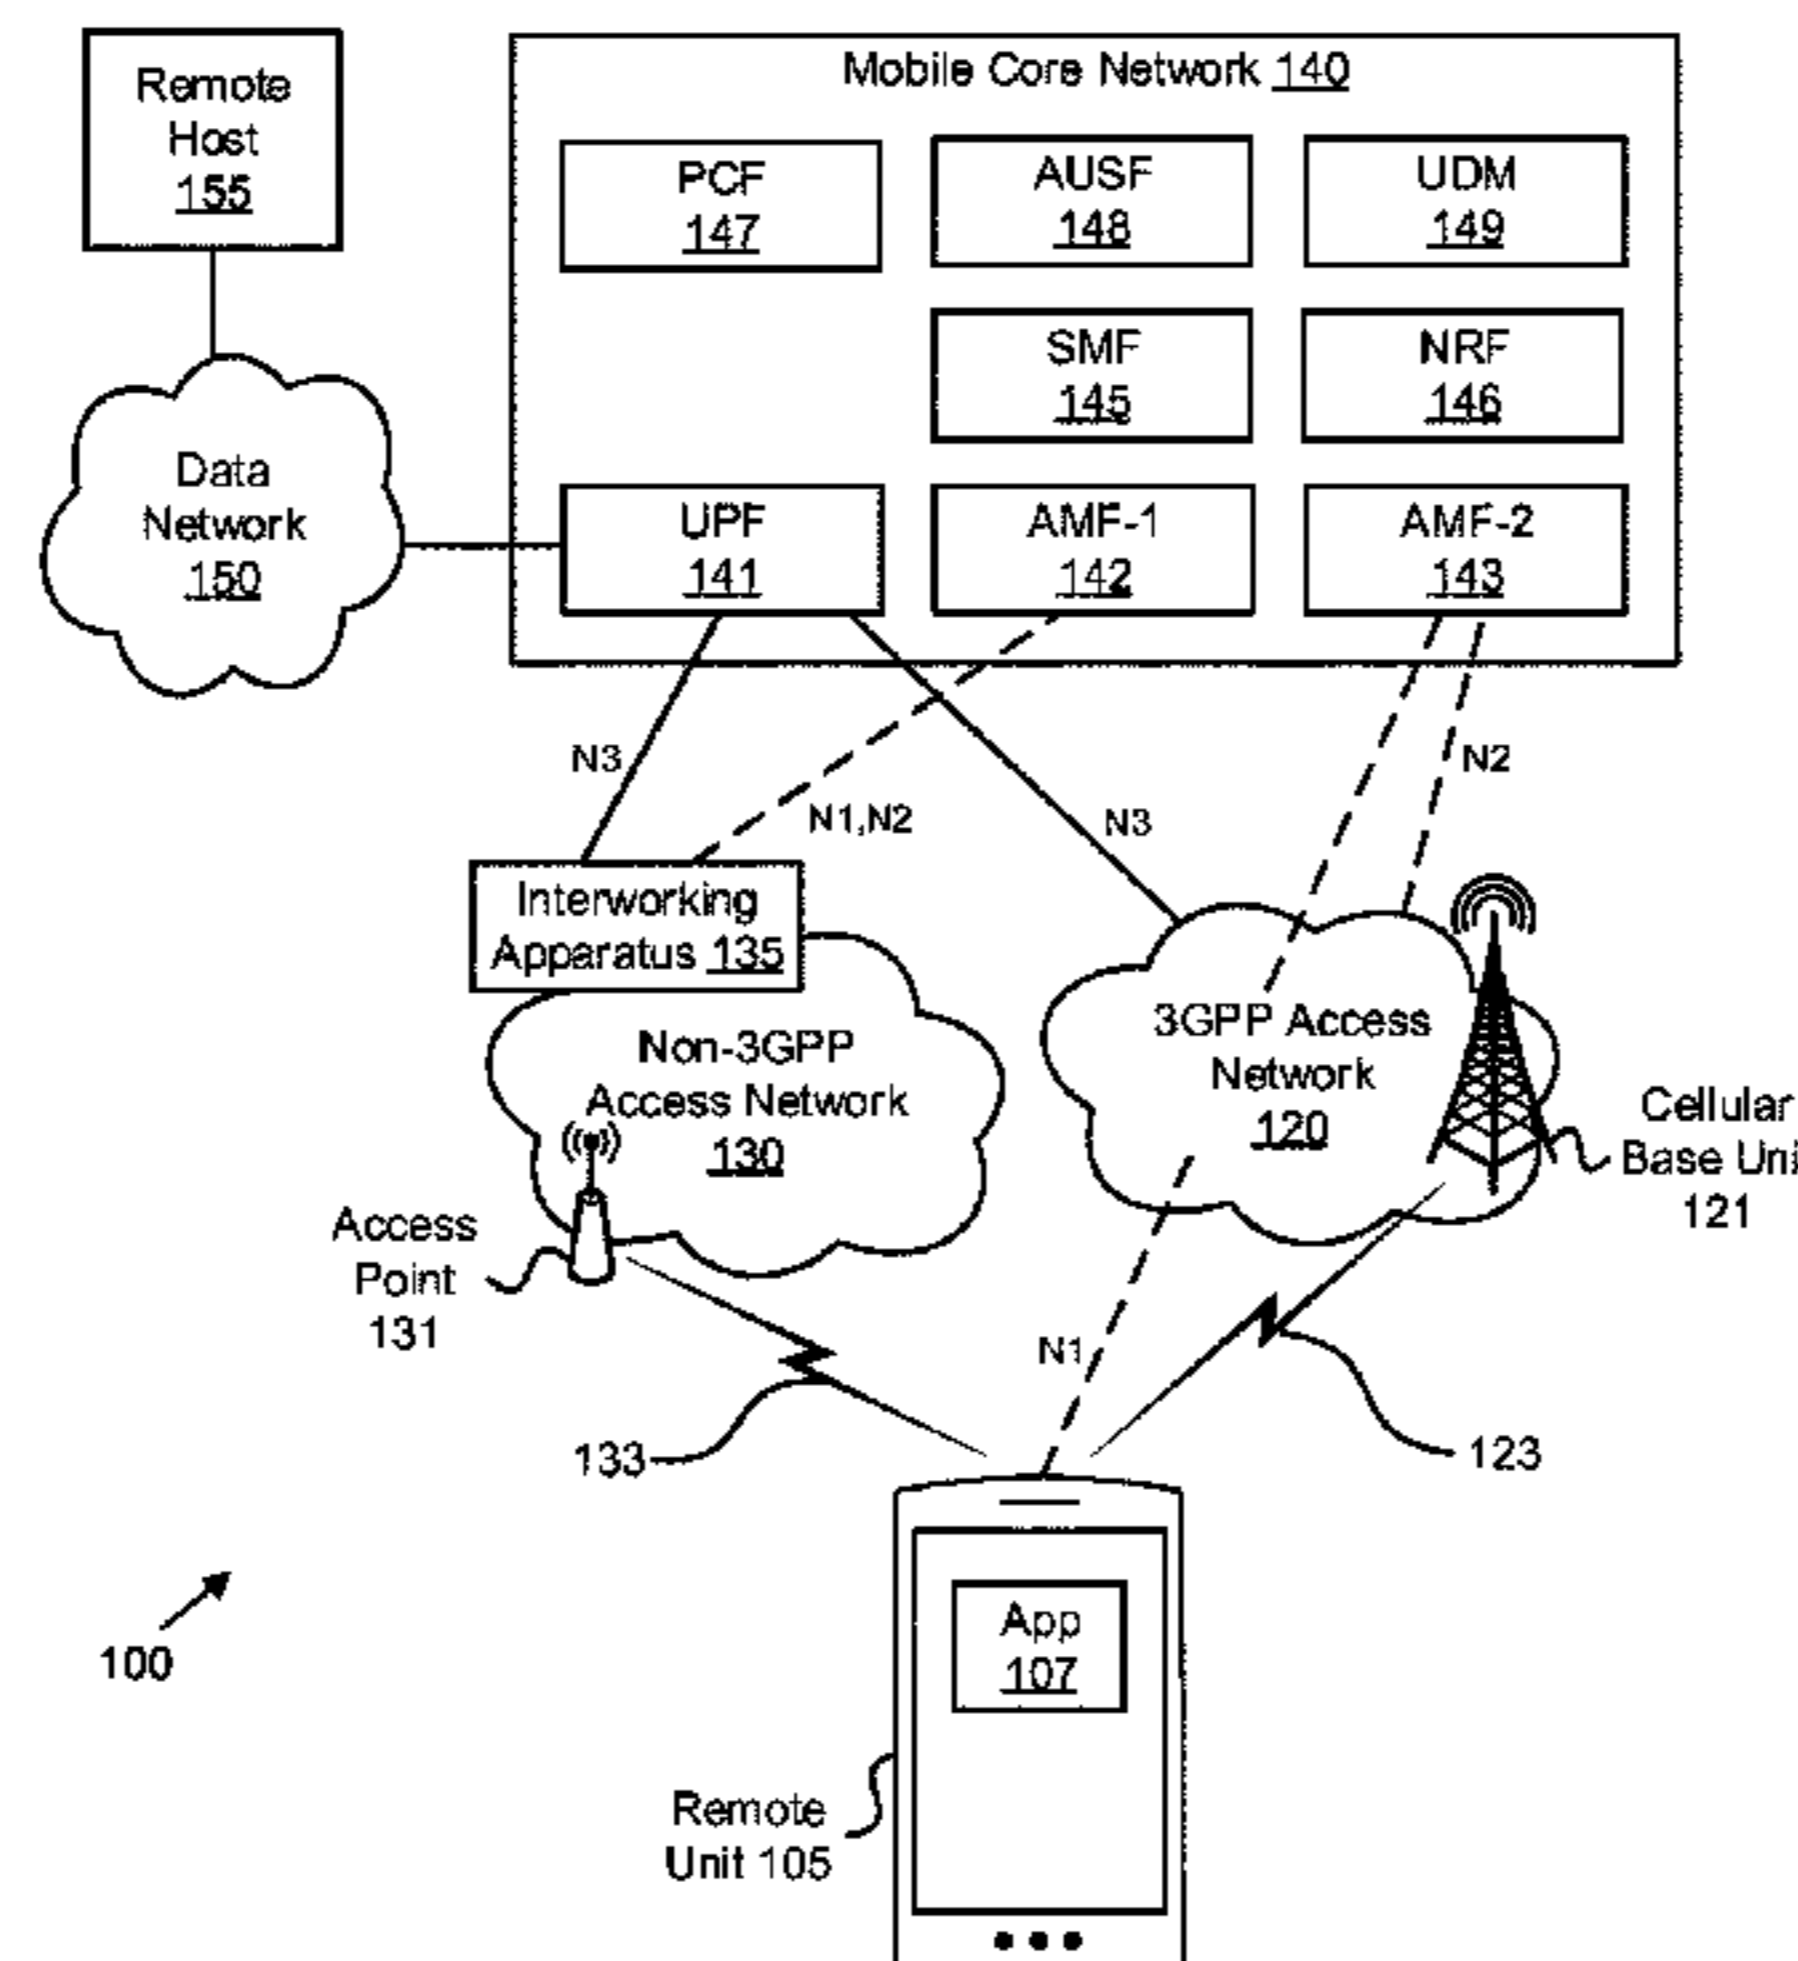 Remote
Host
155
Mobile Core Network 140
PCF
147
AUSF
148
UDM
149
SMF
145
NRF
146
Data
Network
150
UPF
141
AMF-1
142
AMF-2
143
N3
N1,N2
N3
N2
Interworking
Apparatus 135
Non-3GPP
Access Network
130
3GPP Access
Network
120
Cellular
Base Uni
121
Access
Point
131
N1
133
123
App
107
100
Remote
Unit 105